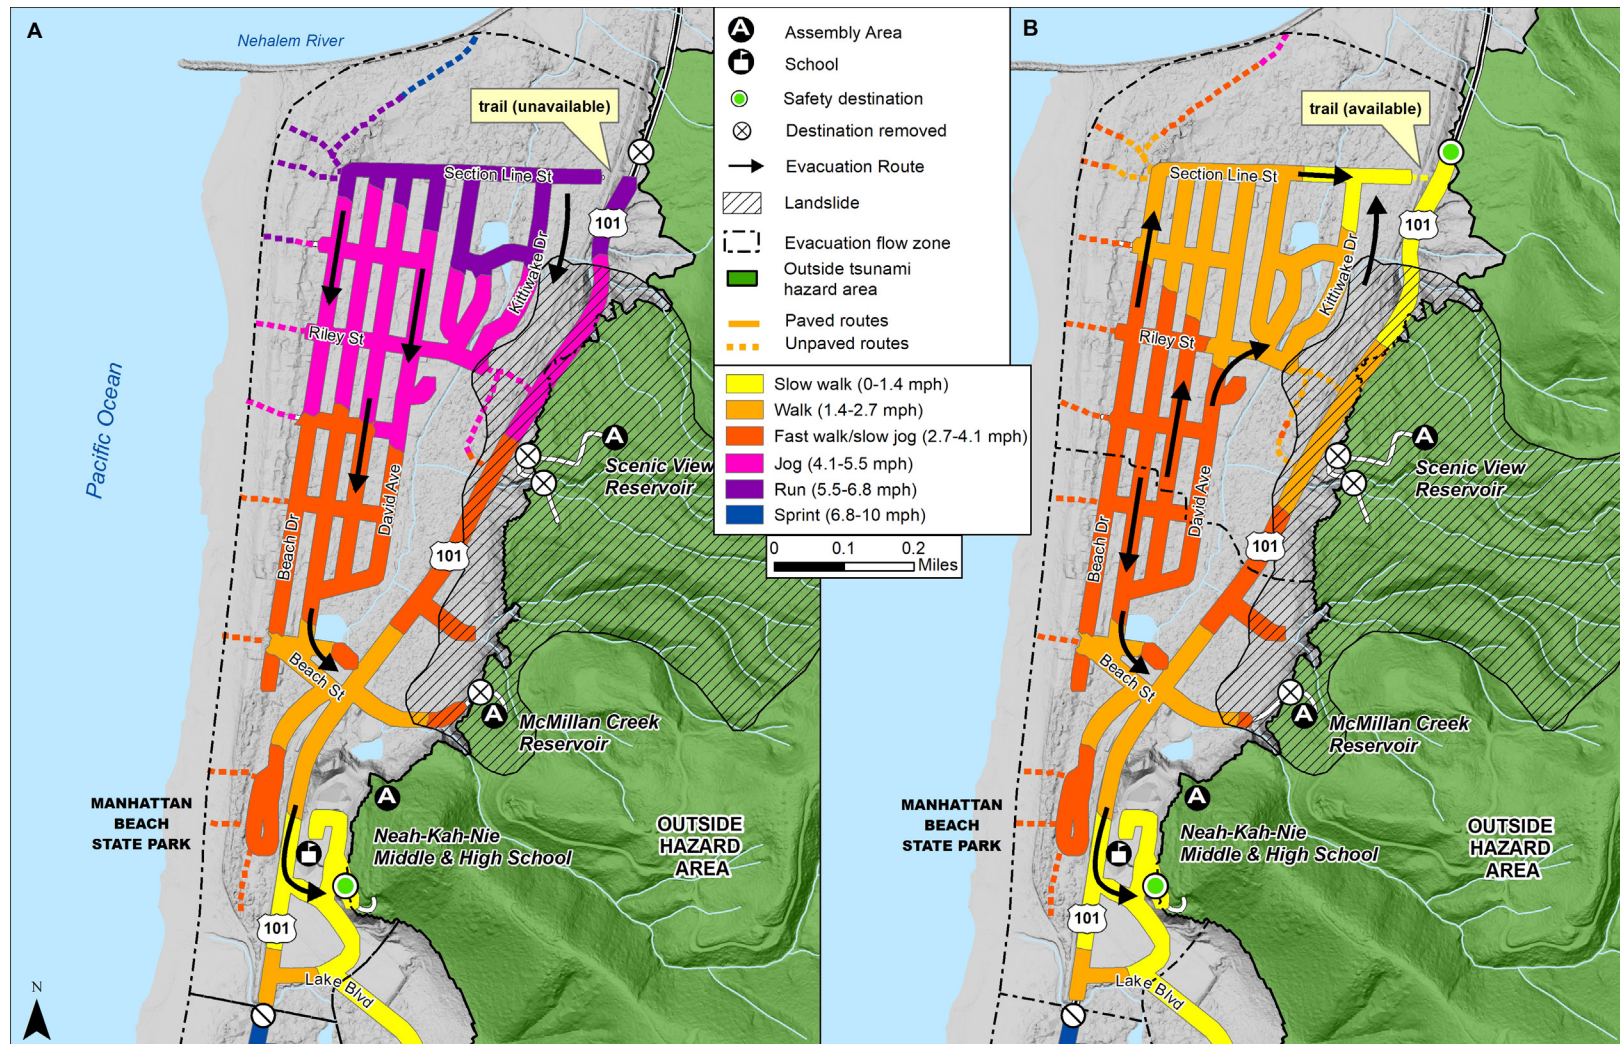 A
Nehalem River
trail (unavailable)
Section Line St
101
Kittiwake Dr
Riley St
Pacific Ocean
A
Scenic View
Reservoir
David Ave
Beach Dr
101
Beach St
A
McMillan Creek
Reservoir
A
MANHATTAN
BEACH
STATE PARK
Neah-Kah-Nie
Middle & High School
OUTSIDE
HAZARD
AREA
101
Lake Blvd
N
A
Assembly Area
School
Safety destination
Destination removed
Evacuation Route
Landslide
Evacuation flow zone
Outside tsunami
hazard area
Paved routes
Unpaved routes
Slow walk (0-1.4 mph)
Walk (1.4-2.7 mph)
Fast walk/slow jog (2.7-4.1 mph)
Jog (4.1-5.5 mph)
Run (5.5-6.8 mph)
Sprint (6.8-10 mph)
0 0.1 0.2
Miles
B
trail (available)
Section Line St
101
Kittiwake Dr
Riley St
A
Scenic View
Reservoir
David Ave
Beach Dr
101
Beach St
A
McMillan Creek
Reservoir
A
MANHATTAN
BEACH
STATE PARK
Neah-Kah-Nie
Middle & High School
OUTSIDE
HAZARD
AREA
101
Lake Blvd